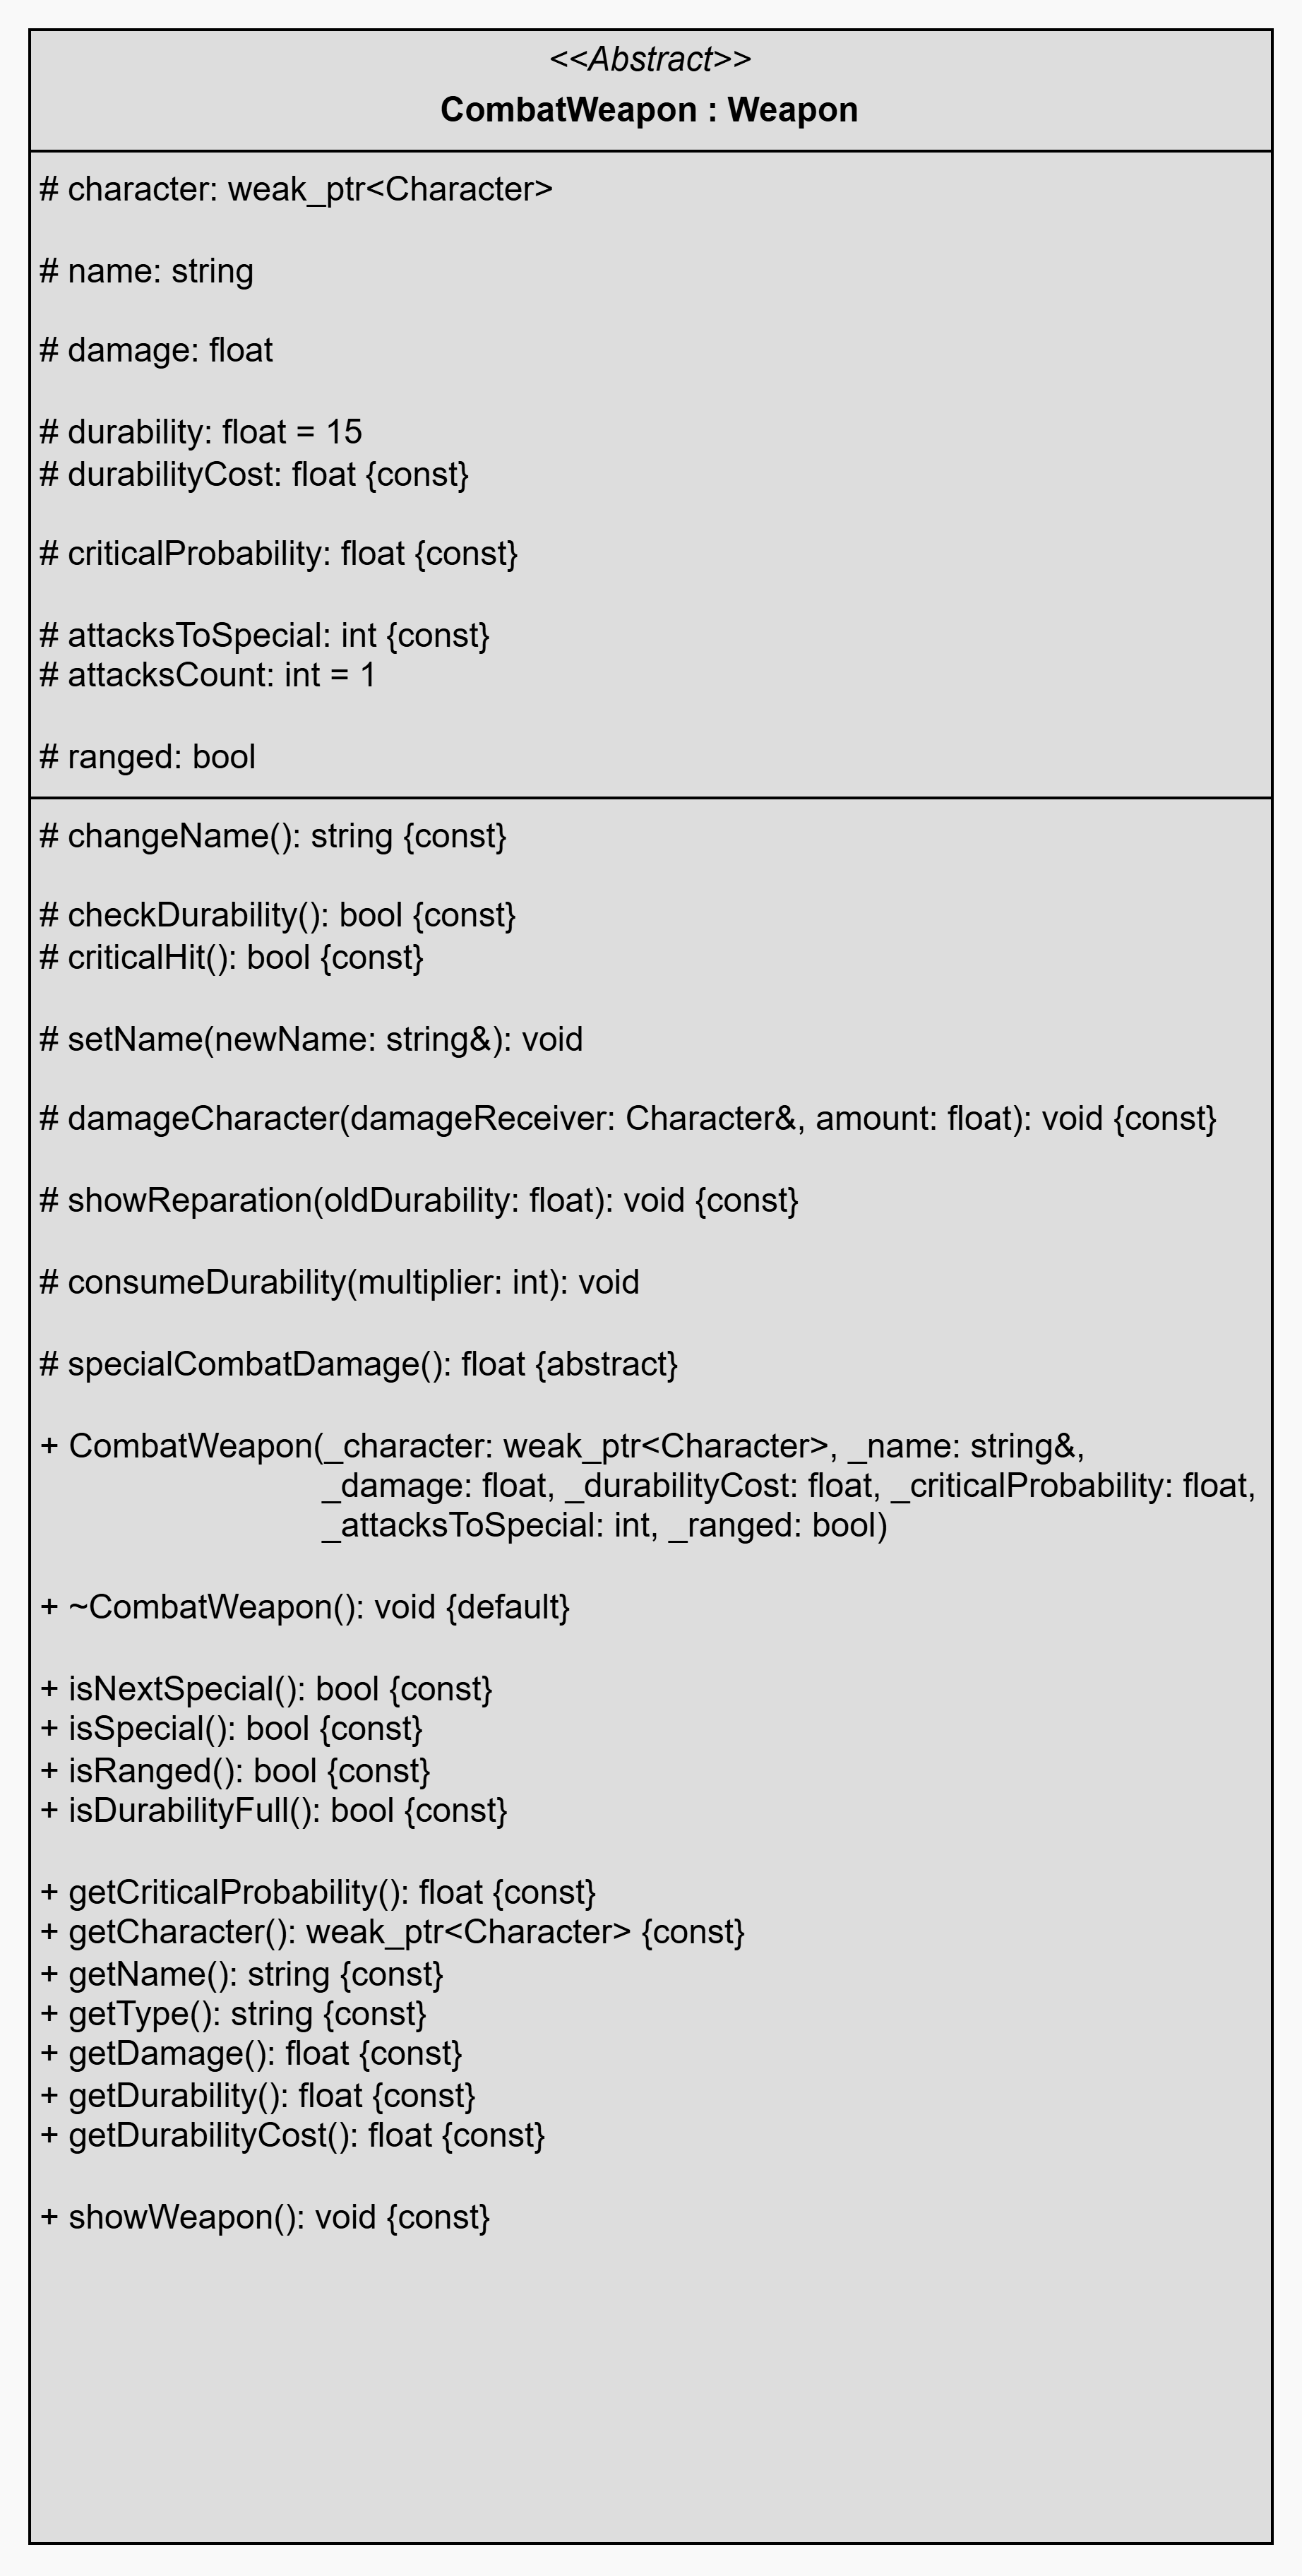 <<Abstract>>
CombatWeapon : Weapon
# character: weak_ptr<Character>
# name: string
# damage: float
# durability: float = 15
# durabilityCost: float {const}
# criticalProbability: float {const}
# attacksToSpecial: int {const}
# attacksCount: int = 1
# ranged: bool
# changeName(): string {const}
# checkDurability(): bool {const}
# criticalHit(): bool {const}
# setName(newName: string&): void
# damageCharacter(damageReceiver: Character&, amount: float): void {const}
# showReparation(oldDurability: float): void {const}
# consumeDurability(multiplier: int): void
# specialCombatDamage(): float {abstract}
+ CombatWeapon(_character: weak_ptr<Character>, _name: string&,
_damage: float, _durabilityCost: float, _criticalProbability: float,
_attacksToSpecial: int, _ranged: bool)
+ ~CombatWeapon(): void {default}
+ isNextSpecial(): bool {const}
+ isSpecial(): bool {const}
+ isRanged(): bool {const}
+ isDurabilityFull(): bool {const}
+ getCriticalProbability(): float {const}
+ getCharacter(): weak_ptr<Character> {const}
+ getName(): string {const}
+ getType(): string {const}
+ getDamage(): float {const}
+ getDurability(): float {const}
+ getDurabilityCost(): float {const}
+ showWeapon(): void {const}